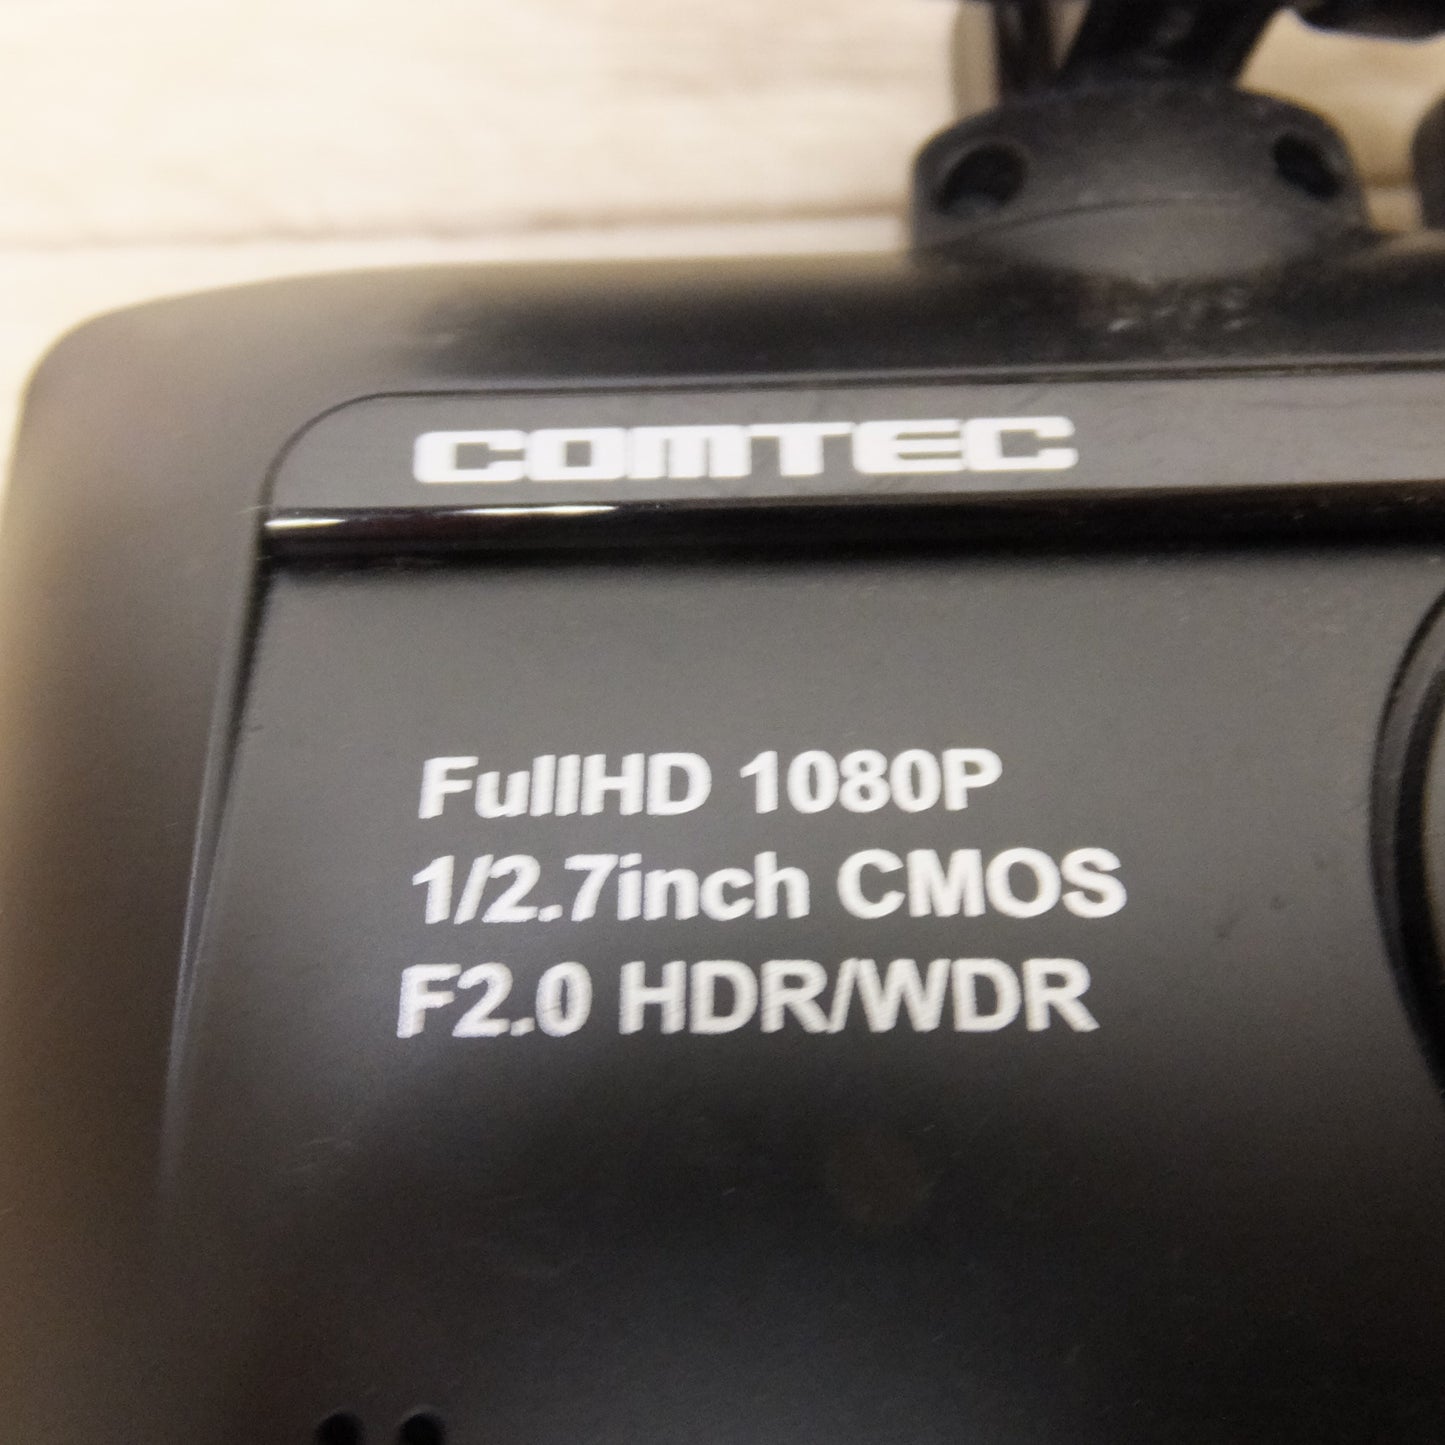 COMTEC
FullHD 1080P
1/2.7inch CMOS
F2.0 HDR/WDR